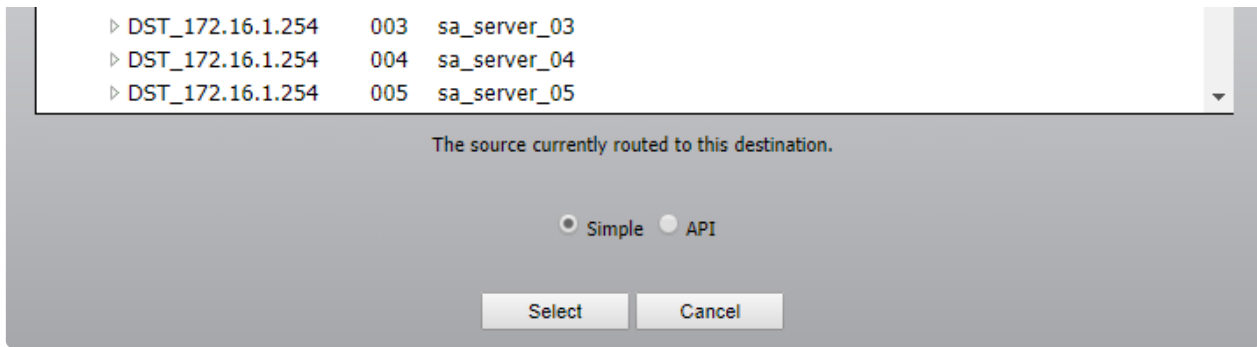 DST_172.16.1.254 003 sa_server_03
DST_172.16.1.254 004 sa_server_04
DST_172.16.1.254 005 sa_server_05
The source currently routed to this destination.
Simple API
Select Cancel